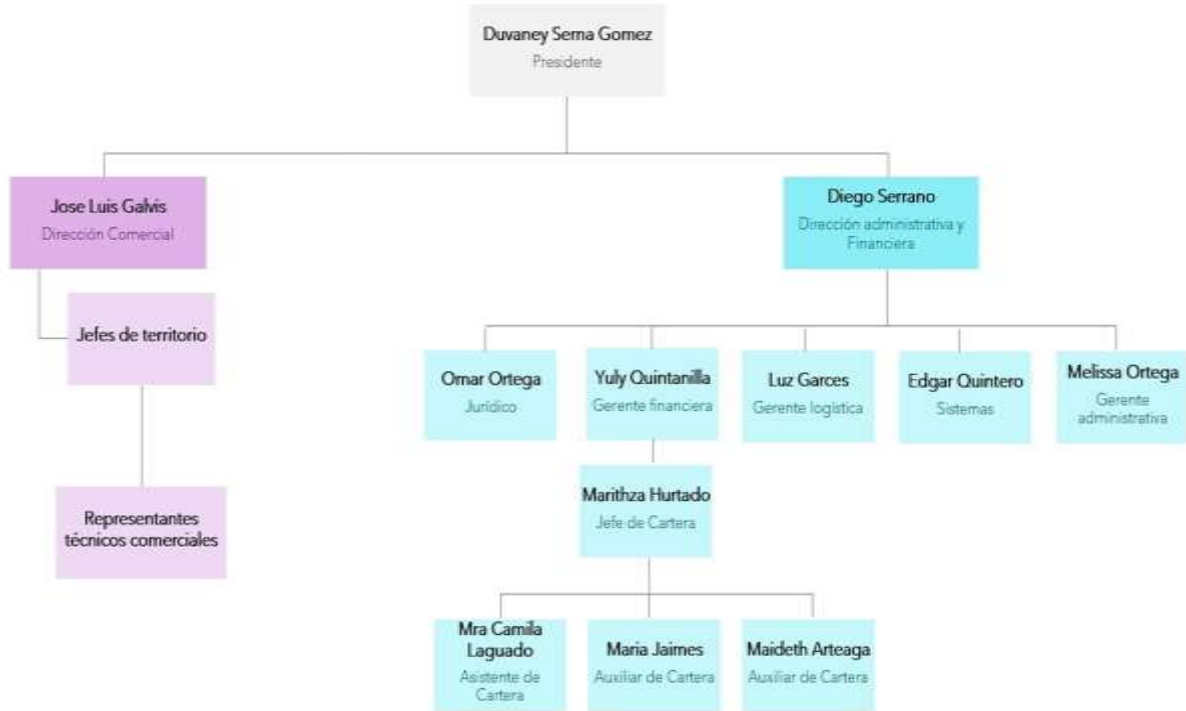 Duvaney Serna Gomez
Presidente
Jose Luis Galvis
Dirección Comercial
Diego Serrano
Dirección administrativa y
Financiera
Jefes de territorio
Omar Ortega
Jurídico
Yuly Quintanilla
Gerente financiera
Luz Garces
Gerente logística
Edgar Quintero
Sistemas
Melissa Ortega
Gerente
administrativa
Marithza Hurtado
Jefe de Cartera
Representantes
técnicos comerciales
Mra Camila
Laguado
Asistente de
Cartera
Maria Jaimes
Auxiliar de Cartera
Maideth Arteaga
Auxiliar de Cartera